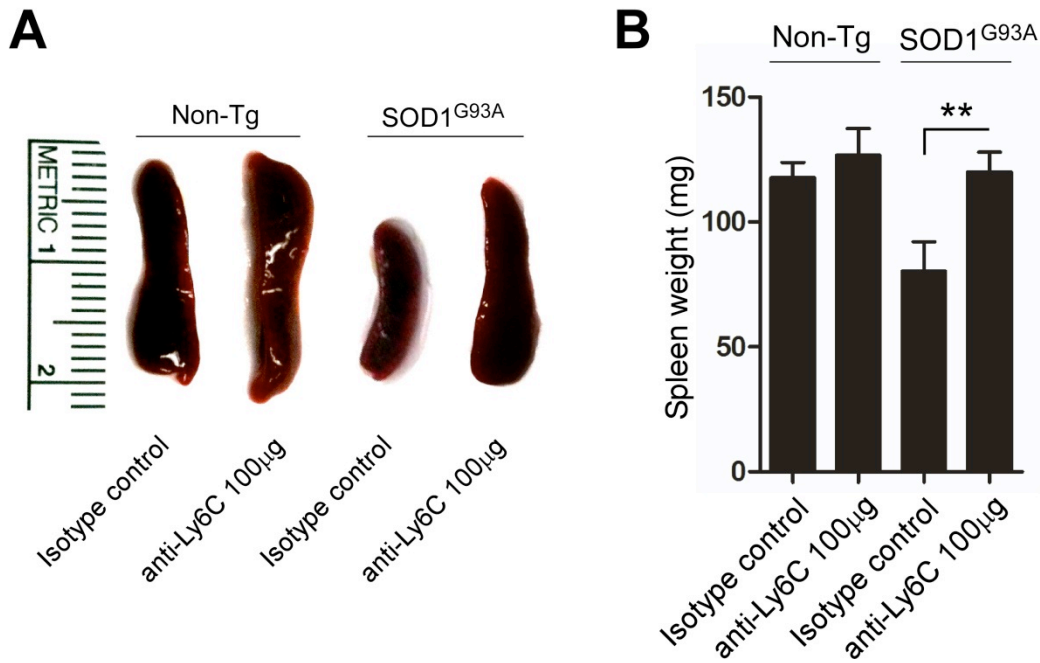 A
Non-Tg
SOD1G93A
METRIC 1
2
Isotype control
anti-Ly6C 100μg
Isotype control
anti-Ly6C 100μg
B
Non-Tg
SOD1G93A
**
150
100
50
0
Spleen weight (mg)
Isotype control
anti-Ly6C 100μg
Isotype control
anti-Ly6C 100μg